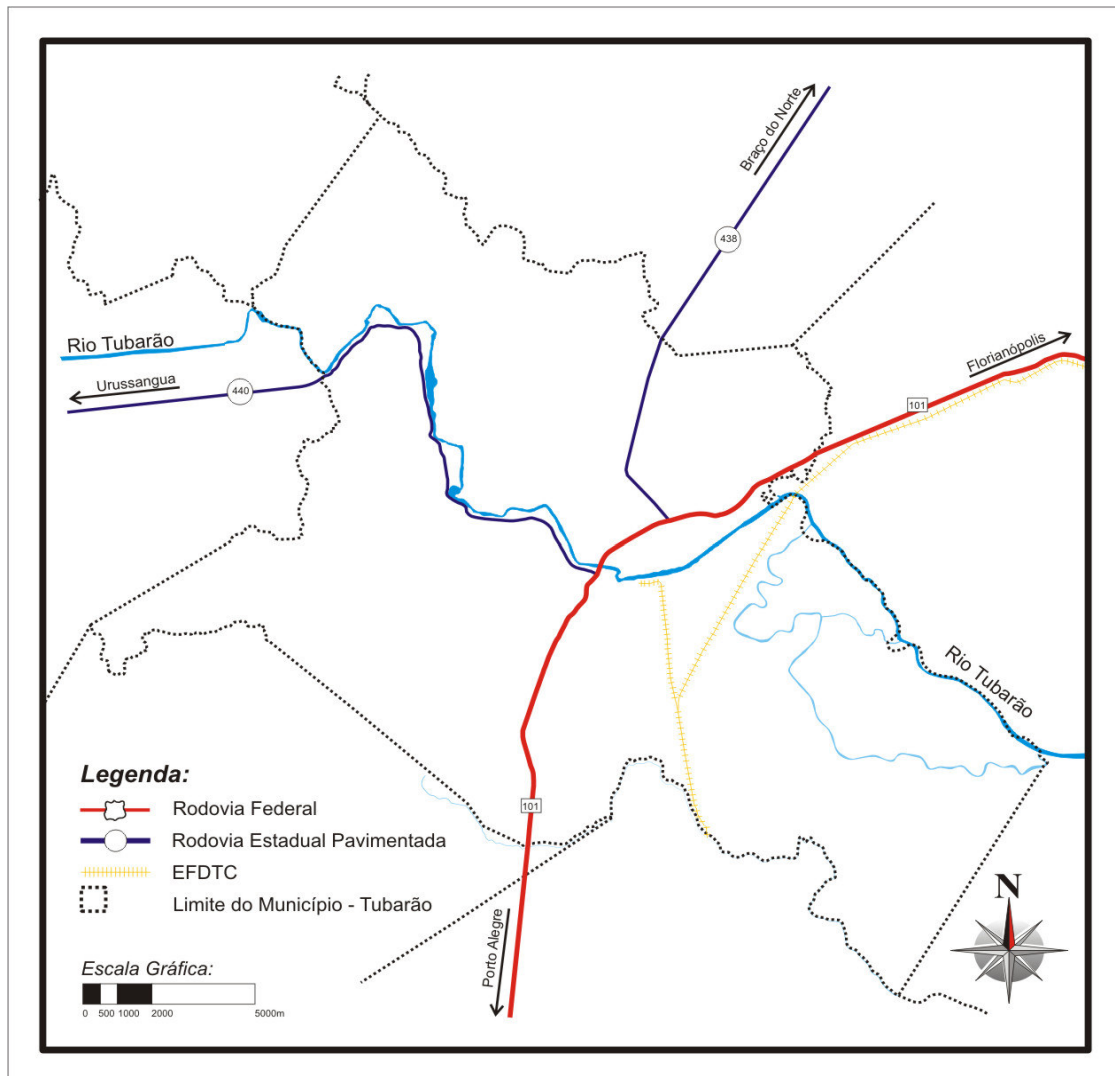 Braço do Norte
438
Florianópolis
101
Rio Tubarão
Urussangua
440
Rio Tubarão
Legenda:
Rodovia Federal
Rodovia Estadual Pavimentada
EFDTC
Limite do Município - Tubarão
101
Porto Alegre
N
Escala Gráfica:
0 500 1000 2000 5000m